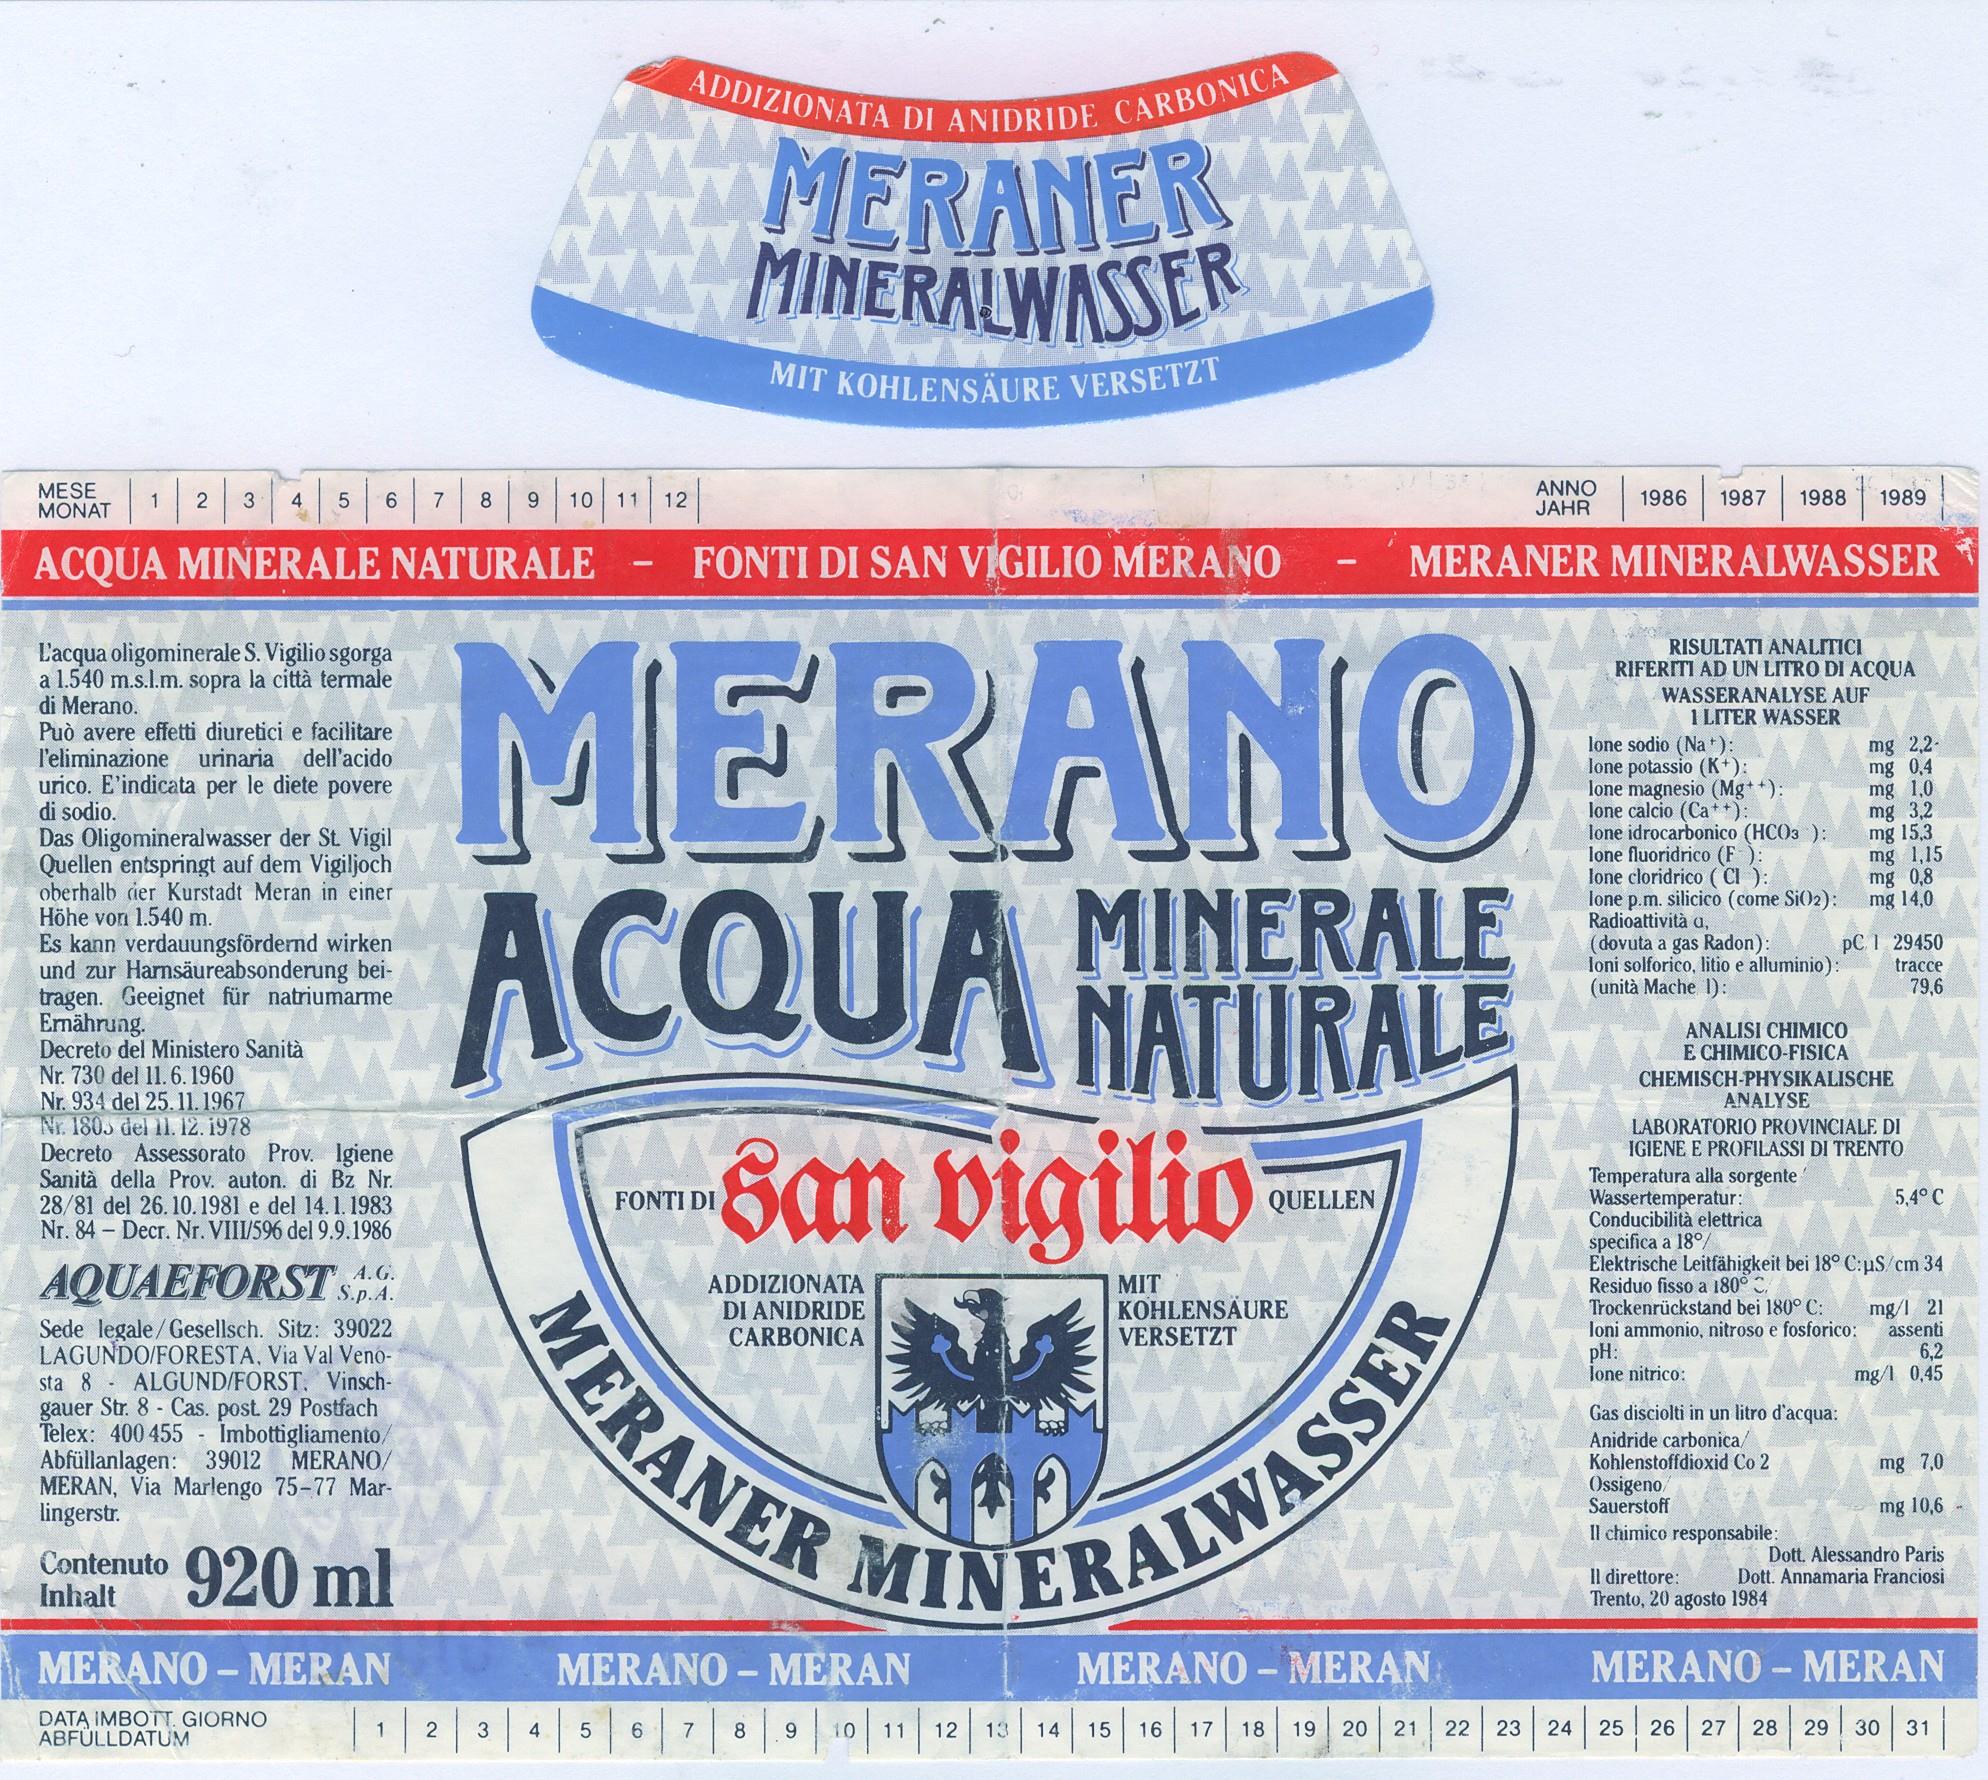 ADDIZIONATA DI ANIDRIDE CARBONICA
MERANER
MINERALWASSER
MIT KOHLENSÄURE VERSETZT
MESE
MONAT
1 2 3 4 5 6 7 8 9 10 11 12
ANNO
JAHR
1986 1987 1988 1989
ACQUA MINERALE NATURALE – FONTI DI SAN VIGILIO MERANO – MERANER MINERALWASSER
L'acqua oligominerale S. Vigilio sgorga
a 1.540 m.s.l.m. sopra la città termale
di Merano.
Può avere effetti diuretici e facilitare
l'eliminazione urinaria dell'acido
urico. E'indicata per le diete povere
di sodio.
Das Oligomineralwasser der St. Vigil
Quellen entspringt auf dem Vigiljoch
oberhalb der Kurstadt Meran in einer
Höhe von 1.540 m.
Es kann verdauungsfördernd wirken
und zur Harnsäureabsonderung bei-
tragen. Geeignet für natriumarme
Ernährung.
Decreto del Ministero Sanità
Nr. 730 del 11.6.1960
Nr. 934 del 25.11.1967
Nr. del 11.12.1978
Decreto Assessorato Prov. Igiene
Sanità della Prov. auton. di Bz Nr.
28/81 del 26.10.1981 e del 14.1.1983
Nr. 84 – Decr. Nr. VIII/596 del 9.9.1986
AQUAEFORST A.G.
S.p.A.
Sede legale/Gesellsch. Sitz: 39022
LAGUNDO/FORESTA, Via Val Veno-
sta 8 - ALGUND/FORST, Vinsch-
gauer Str. 8 - Cas. post. 29 Postfach
Telex: 400455 - Imbottigliamento/
Abfüllanlagen: 39012 MERANO/
MERAN, Via Marlengo 75-77 Mar-
lingerstr.
Contenuto
Inhalt
920 ml
MERANO
ACQUA MINERALE
NATURALE
FONTI DI san vigilio QUELLEN
ADDIZIONATA
DI ANIDRIDE
CARBONICA
MIT
KOHLENSÄURE
VERSETZT
MERANER MINERALWASSER
RISULTATI ANALITICI
RIFERITI AD UN LITRO DI ACQUA
WASSERANALYSE AUF
1 LITER WASSER
Ione sodio (Na+): mg 2,2
Ione potassio (K+): mg 0,4
Ione magnesio (Mg++): mg 1,0
Ione calcio (Ca++): mg 3,2
Ione idrocarbonico (HCO3 ): mg 15,3
Ione fluoridrico (F-): mg 1,15
Ione cloridrico (Cl ): mg 0,8
Ione p.m. silicico (come SiO2): mg 14,0
Radioattività α,
(dovuta a gas Radon): pC l 29450
Ioni solforico, litio e alluminio): tracce
(unità Mache l): 79,6
ANALISI CHIMICO
E CHIMICO-FISICA
CHEMISCH-PHYSIKALISCHE
ANALYSE
LABORATORIO PROVINCIALE DI
IGIENE E PROFILASSI DI TRENTO
Temperatura alla sorgente/
Wassertemperatur: 5,4° C
Conducibilità elettrica
specifica a 18°/
Elektrische Leitfähigkeit bei 18° C: µS/cm 34
Residuo fisso a 180° C/
Trockenrückstand bei 180° C: mg/l 21
Ioni ammonio, nitroso e fosforico: assenti
pH: 6,2
Ione nitrico: mg/l 0,45
Gas disciolti in un litro d'acqua:
Anidride carbonica/
Kohlenstoffdioxid Co 2 mg 7,0
Ossigeno/
Sauerstoff mg 10,6
Il chimico responsabile:
Dott. Alessandro Paris
Il direttore: Dott. Annamaria Franciosi
Trento, 20 agosto 1984
MERANO – MERAN MERANO – MERAN MERANO – MERAN MERANO – MERAN
DATA IMBOTT. GIORNO
ABFÜLLDATUM
1 2 3 4 5 6 7 8 9 10 11 12 13 14 15 16 17 18 19 20 21 22 23 24 25 26 27 28 29 30 31